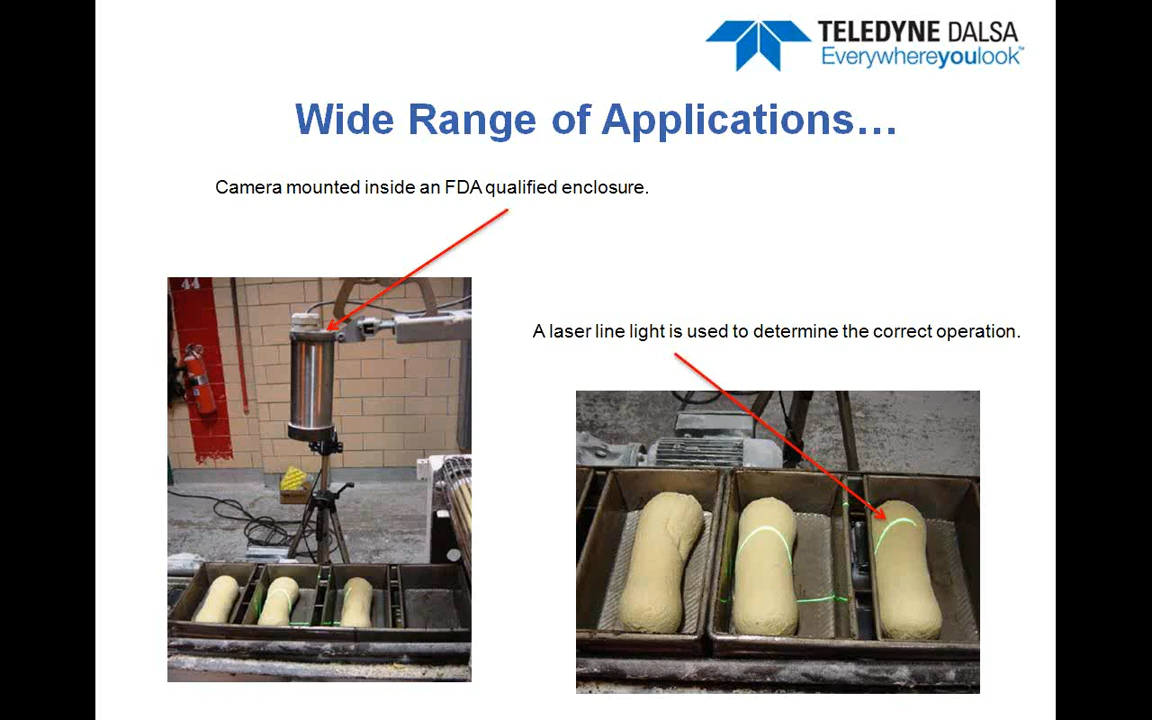 TELEDYNE DALSA
Everywhereyoulook™
Wide Range of Applications…
Camera mounted inside an FDA qualified enclosure.
A laser line light is used to determine the correct operation.
44